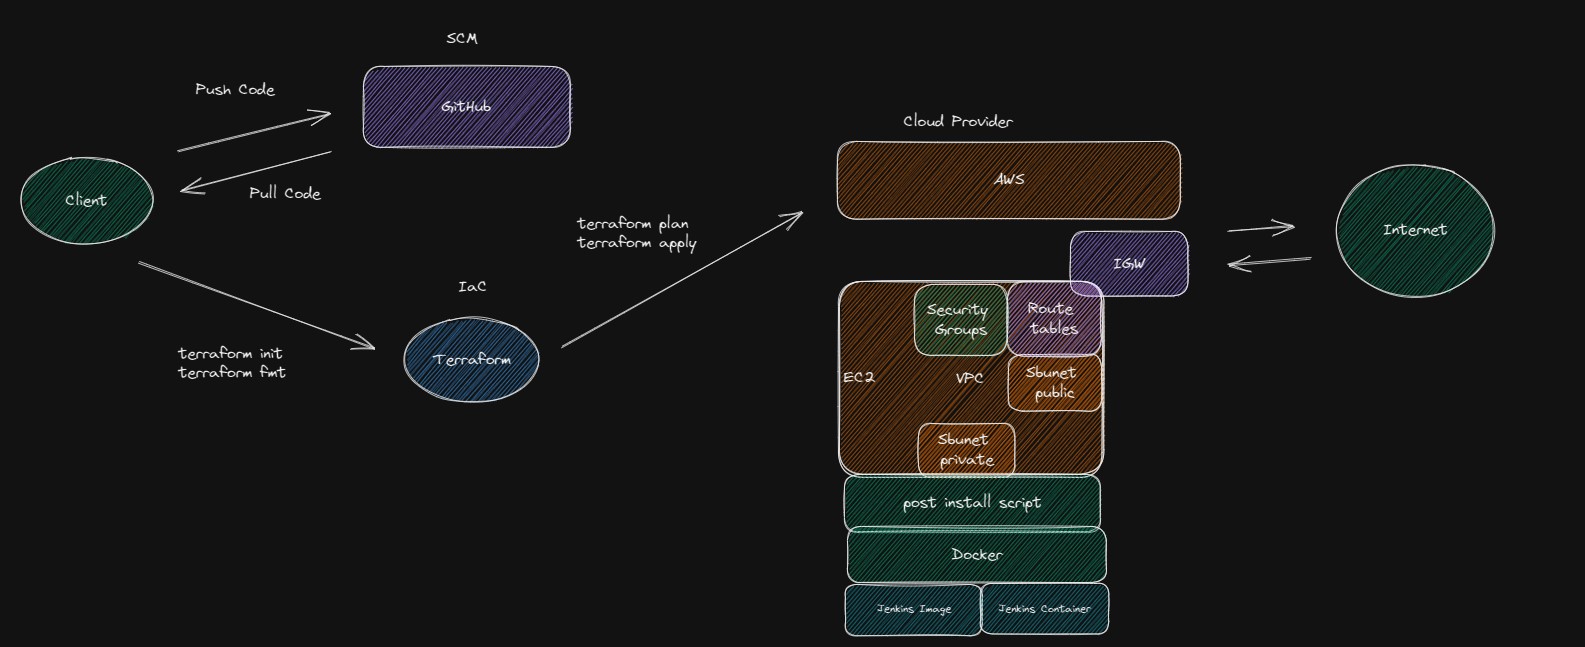 SCM
Push Code
GitHub
Client
Pull Code
terraform init
terraform fmt
IaC
Terraform
terraform plan
terraform apply
Cloud Provider
AWS
IGW
Internet
Security
Groups
Route
tables
EC2
VPC
Sbunet
public
Sbunet
private
post install script
Docker
Jenkins Image
Jenkins Container